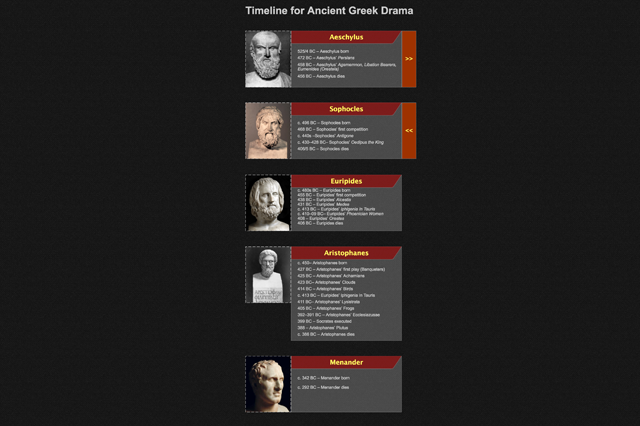 Timeline for Ancient Greek Drama
Aeschylus
525/4 BC – Aeschylus born
472 BC – Aeschylus' Persians
458 BC – Aeschylus' Agamemnon, Libation Bearers,
Eumenides (Oresteia)
456 BC – Aeschylus dies
>>
Sophocles
c. 496 BC – Sophocles born
468 BC – Sophocles' first competition
c. 440s –Sophocles' Antigone
c. 430–428 BC– Sophocles' Oedipus the King
406/5 BC – Sophocles dies
<<
Euripides
c. 480s BC – Euripides born
455 BC – Euripides' first competition
438 BC – Euripides' Alcestis
431 BC – Euripides' Medea
c. 413 BC – Euripides' Iphigenia in Tauris
c. 410–09 BC– Euripides' Phoenician Women
408 – Euripides' Orestes
406 BC – Euripides dies
Aristophanes
c. 450– Aristophanes born
427 BC – Aristophanes' first play (Banqueters)
425 BC – Aristophanes' Acharnians
423 BC– Aristophanes' Clouds
414 BC – Aristophanes' Birds
c. 413 BC – Euripides' Iphigenia in Tauris
411 BC– Aristophanes' Lysistrata
405 BC – Aristophanes' Frogs
392–391 BC – Aristophanes' Ecclesiazusae
399 BC – Socrates executed
388 – Aristophanes' Plutus
c. 386 BC – Aristophanes dies
Menander
c. 342 BC – Menander born
c. 292 BC – Menander dies